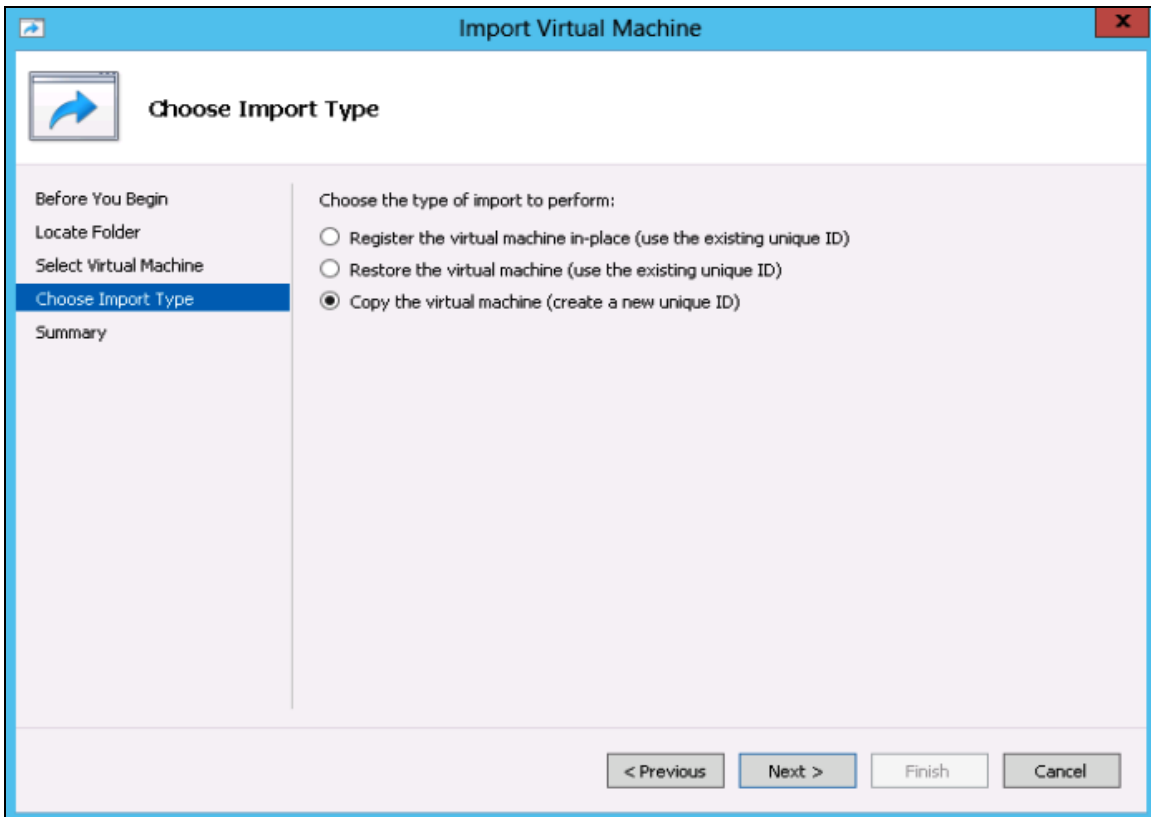 Import Virtual Machine
x
Choose Import Type
Before You Begin
Locate Folder
Select Virtual Machine
Choose Import Type
Summary
Choose the type of import to perform:
Register the virtual machine in-place (use the existing unique ID)
Restore the virtual machine (use the existing unique ID)
Copy the virtual machine (create a new unique ID)
< Previous
Next >
Finish
Cancel